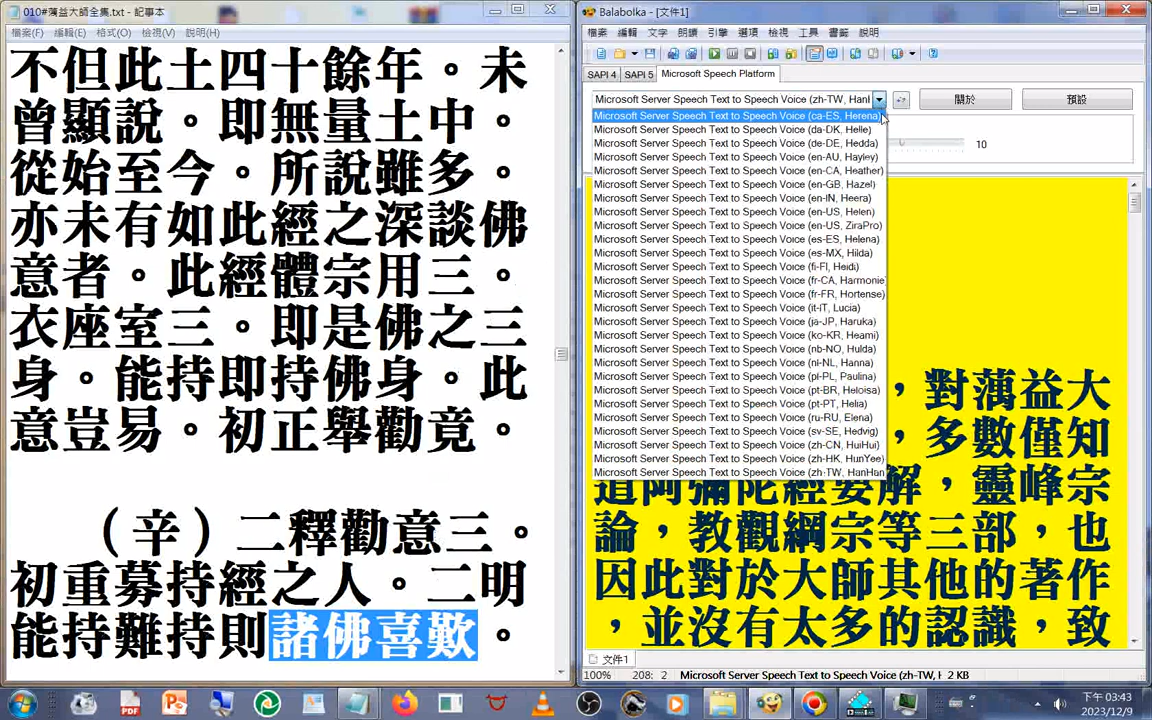 010#蕅益大師全集.txt - 記事本
檔案(F) 編輯(E) 格式(O) 檢視(V) 說明(H)
不但此土四十餘年。未
曾顯說。即無量土中。
從始至今。所說雖多。
亦未有如此經之深談佛
意者。此經體宗用三。
衣座室三。即是佛之三
身。能持即持佛身。此
意豈易。初正舉勸竟。
（辛）二釋勸意三。
初重募持經之人。二明
能持難持則諸佛喜歎。
Balabolka - [文件1]
檔案 編輯 文字 朗讀 引擎 選項 檢視 工具 書籤 說明
SAPI 4 SAPI 5 Microsoft Speech Platform
Microsoft Server Speech Text to Speech Voice (zh-TW, Hanl
關於 預設
Microsoft Server Speech Text to Speech Voice (ca-ES, Herena)
Microsoft Server Speech Text to Speech Voice (da-DK, Helle)
Microsoft Server Speech Text to Speech Voice (de-DE, Hedda)
10
Microsoft Server Speech Text to Speech Voice (en-AU, Hayley)
Microsoft Server Speech Text to Speech Voice (en-CA, Heather)
Microsoft Server Speech Text to Speech Voice (en-GB, Hazel)
Microsoft Server Speech Text to Speech Voice (en-IN, Heera)
Microsoft Server Speech Text to Speech Voice (en-US, Helen)
Microsoft Server Speech Text to Speech Voice (en-US, ZiraPro)
Microsoft Server Speech Text to Speech Voice (es-ES, Helena)
Microsoft Server Speech Text to Speech Voice (es-MX, Hilda)
Microsoft Server Speech Text to Speech Voice (fi-FI, Heidi)
Microsoft Server Speech Text to Speech Voice (fr-CA, Harmonie
Microsoft Server Speech Text to Speech Voice (fr-FR, Hortense)
Microsoft Server Speech Text to Speech Voice (it-IT, Lucia)
Microsoft Server Speech Text to Speech Voice (ja-JP, Haruka)
Microsoft Server Speech Text to Speech Voice (ko-KR, Heami)
Microsoft Server Speech Text to Speech Voice (nb-NO, Hulda)
Microsoft Server Speech Text to Speech Voice (nl-NL, Hanna)
Microsoft Server Speech Text to Speech Voice (pl-PL, Paulina)
Microsoft Server Speech Text to Speech Voice (pt-BR, Heloisa)
Microsoft Server Speech Text to Speech Voice (pt-PT, Helia)
Microsoft Server Speech Text to Speech Voice (ru-RU, Elena)
Microsoft Server Speech Text to Speech Voice (sv-SE, Hedvig)
Microsoft Server Speech Text to Speech Voice (zh-CN, HuiHui)
Microsoft Server Speech Text to Speech Voice (zh-HK, HunYee)
Microsoft Server Speech Text to Speech Voice (zh-TW, HanHan
，對蕅益大
，多數僅知
道阿彌陀經要解，靈峰宗
論，教觀綱宗等三部，也
因此對於大師其他的著作
，並沒有太多的認識，致
文件1
100% 208: 2 Microsoft Server Speech Text to Speech Voice (zh-TW, H 2 KB
下午 03:43
2023/12/9